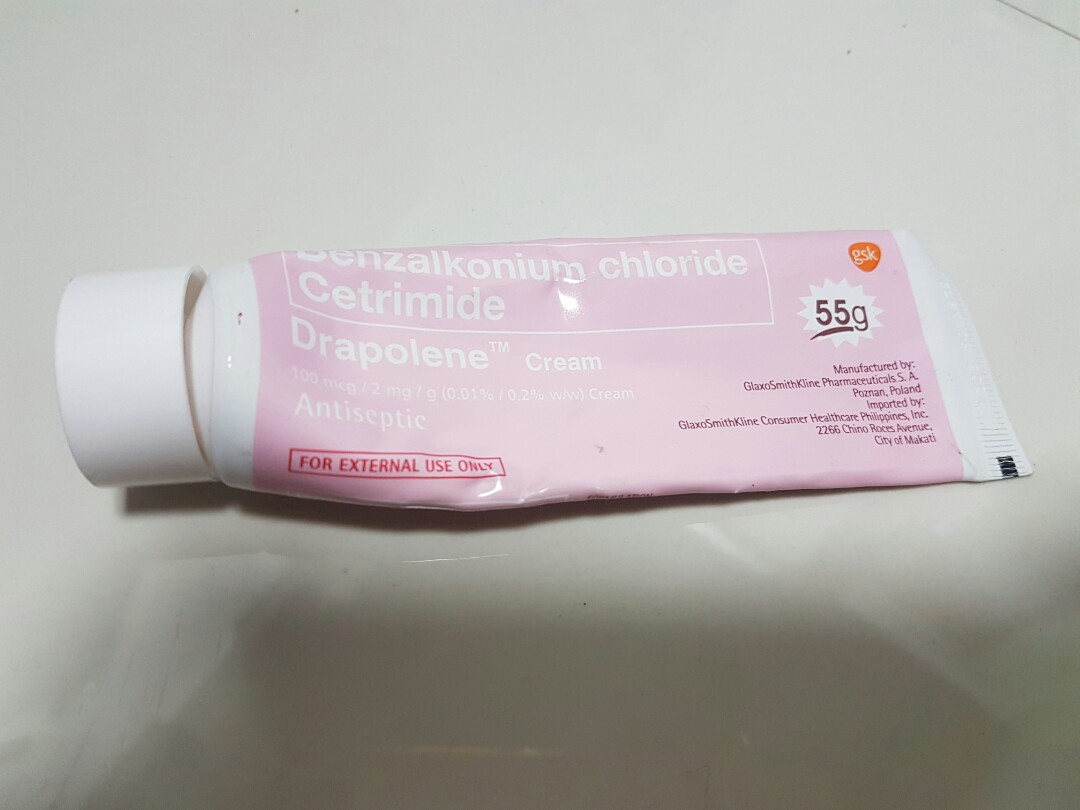 Benzalkonium chloride
Cetrimide
Drapolene™ Cream
100 mcg / 2 mg / g (0.01% / 0.2% w/w) Cream
Antiseptic
FOR EXTERNAL USE ONLY
gsk
55g
Manufactured by:
GlaxoSmithKline Pharmaceuticals S. A.
Poznan, Poland
Imported by:
GlaxoSmithKline Consumer Healthcare Philippines, Inc.
2266 Chino Roces Avenue,
City of Makati